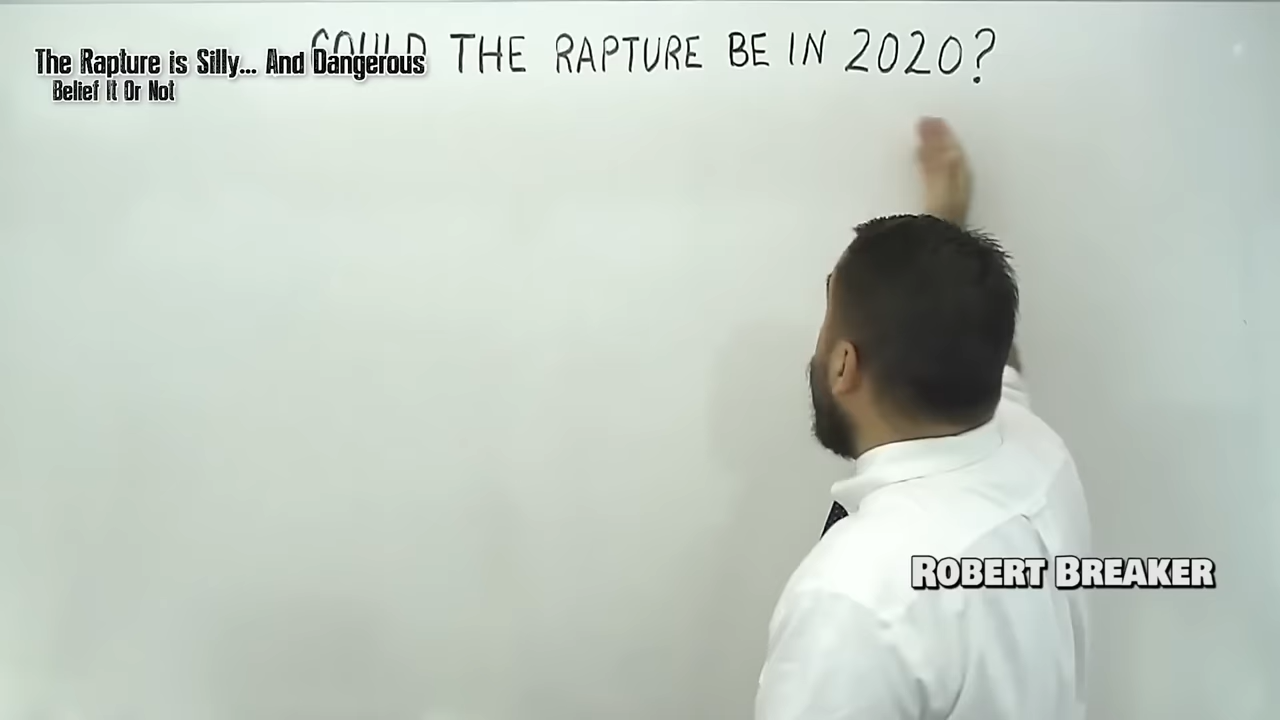 COULD THE RAPTURE BE IN 2020?
The Rapture is Silly... And Dangerous
Belief It Or Not
ROBERT BREAKER